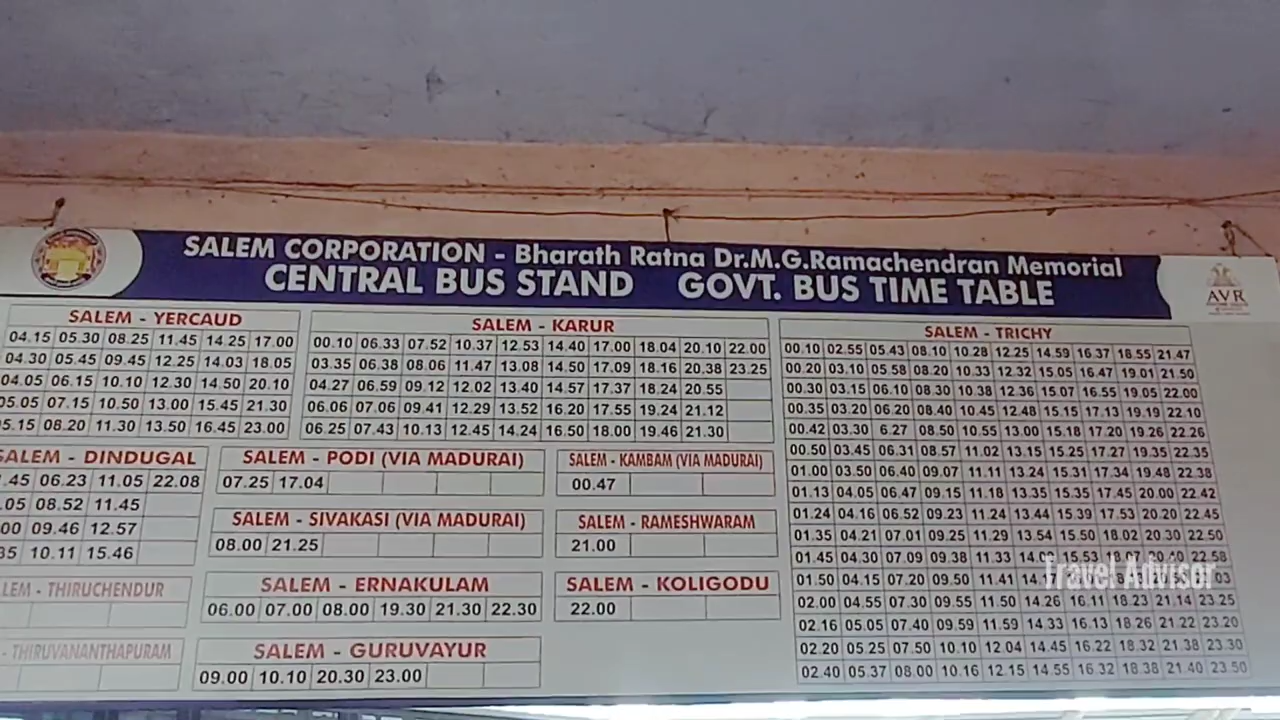 SALEM CORPORATION - Bharath Ratna Dr.M.G.Ramachendran Memorial
CENTRAL BUS STAND GOVT. BUS TIME TABLE
AVR
SALEM - YERCAUD
04.15 05.30 08.25 11.45 14.25 17.00
04.30 05.45 09.45 12.25 14.03 18.05
04.05 06.15 10.10 12.30 14.50 20.10
05.05 07.15 10.50 13.00 15.45 21.30
5.15 08.20 11.30 13.50 16.45 23.00
SALEM - KARUR
00.10 06.33 07.52 10.37 12.53 14.40 17.00 18.04 20.10 22.00
03.35 06.38 08.06 11.47 13.08 14.50 17.09 18.16 20.38 23.25
04.27 06.59 09.12 12.02 13.40 14.57 17.37 18.24 20.55
06.06 07.06 09.41 12.29 13.52 16.20 17.55 19.24 21.12
06.25 07.43 10.13 12.45 14.24 16.50 18.00 19.46 21.30
SALEM - TRICHY
00.10 02.55 05.43 08.10 10.28 12.25 14.59 16.37 18.55 21.47
00.20 03.10 05.58 08.20 10.33 12.32 15.05 16.47 19.01 21.50
00.30 03.15 06.10 08.30 10.38 12.36 15.07 16.55 19.05 22.00
00.35 03.20 06.20 08.40 10.45 12.48 15.15 17.13 19.19 22.10
00.42 03.30 6.27 08.50 10.55 13.00 15.18 17.20 19.26 22.26
00.50 03.45 06.31 08.57 11.02 13.15 15.25 17.27 19.35 22.35
01.00 03.50 06.40 09.07 11.11 13.24 15.31 17.34 19.48 22.38
01.13 04.05 06.47 09.15 11.18 13.35 15.35 17.45 20.00 22.42
01.24 04.16 06.52 09.23 11.24 13.44 15.39 17.53 20.20 22.45
01.35 04.21 07.01 09.25 11.29 13.54 15.50 18.02 20.30 22.50
01.45 04.30 07.09 09.38 11.33 15.53 18.07 20.40 22.58
01.50 04.15 07.20 09.50 11.41
02.00 04.55 07.30 09.55 11.50 14.26 16.11 18.23 21.14 23.25
02.16 05.05 07.40 09.59 11.59 14.33 16.13 18.26 21.22 23.20
02.20 05.25 07.50 10.10 12.04 14.45 16.22 18.32 21.38 23.30
02.40 05.37 08.00 10.16 12.15 14.55 16.32 18.38 21.40 23.50
SALEM - DINDUGAL
.45 06.23 11.05 22.08
.05 08.52 11.45
00 09.46 12.57
35 10.11 15.46
SALEM - PODI (VIA MADURAI)
07.25 17.04
SALEM - KAMBAM (VIA MADURAI)
00.47
SALEM - SIVAKASI (VIA MADURAI)
08.00 21.25
SALEM - RAMESHWARAM
21.00
LEM - THIRUCHENDUR
SALEM - ERNAKULAM
06.00 07.00 08.00 19.30 21.30 22.30
SALEM - KOLIGODU
22.00
- THIRUVANANTHAPURAM
SALEM - GURUVAYUR
09.00 10.10 20.30 23.00
Travel Advisor